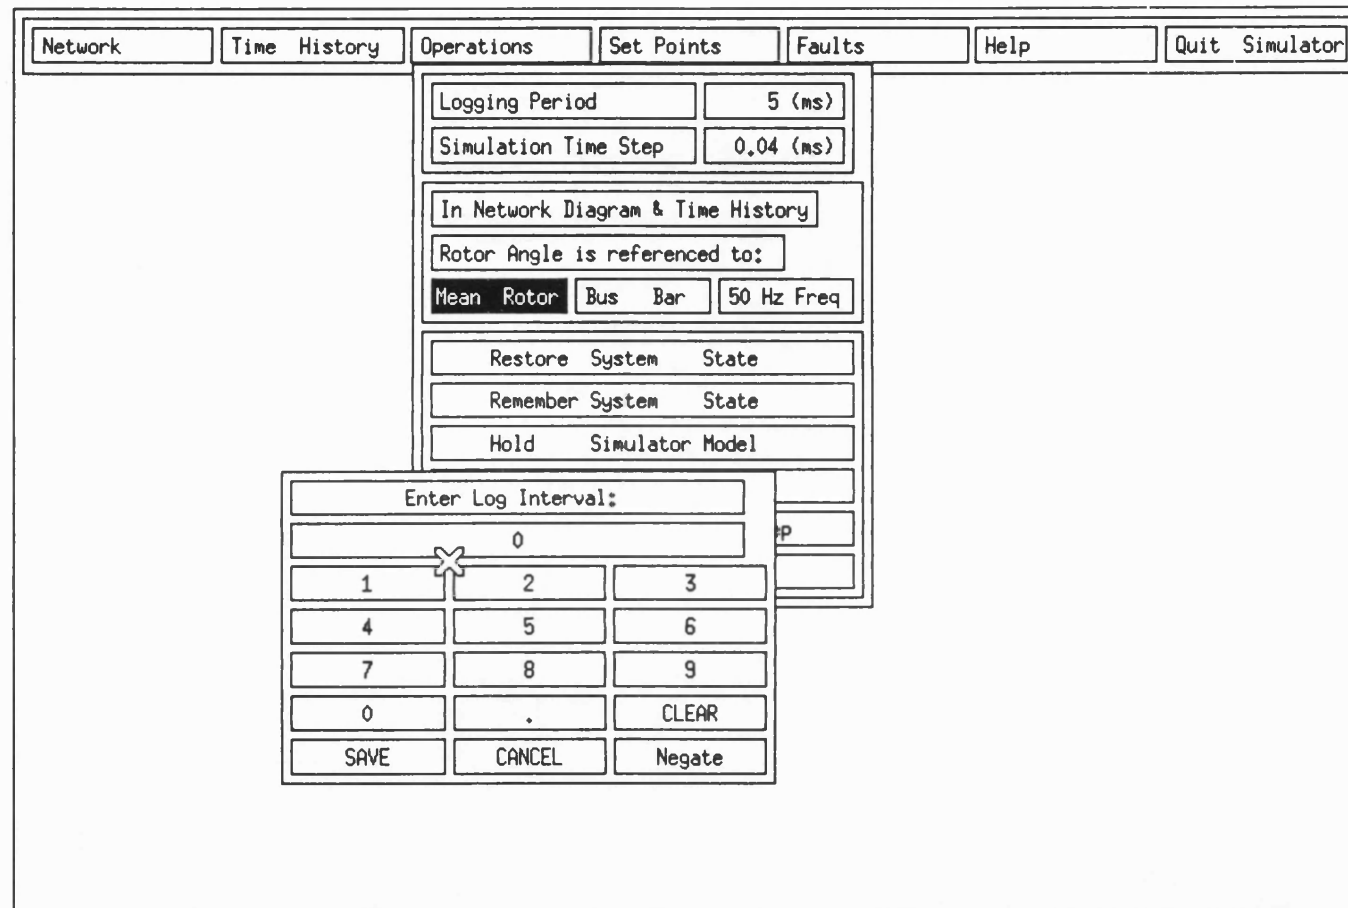 Network Time History Operations Set Points Faults Help Quit Simulator
Logging Period 5 (ms)
Simulation Time Step 0.04 (ms)
In Network Diagram & Time History
Rotor Angle is referenced to:
Mean Rotor Bus Bar 50 Hz Freq
Restore System State
Remember System State
Hold Simulator Model
Enter Log Interval:
0
1 2 3
4 5 6
7 8 9
0 . CLEAR
SAVE CANCEL Negate